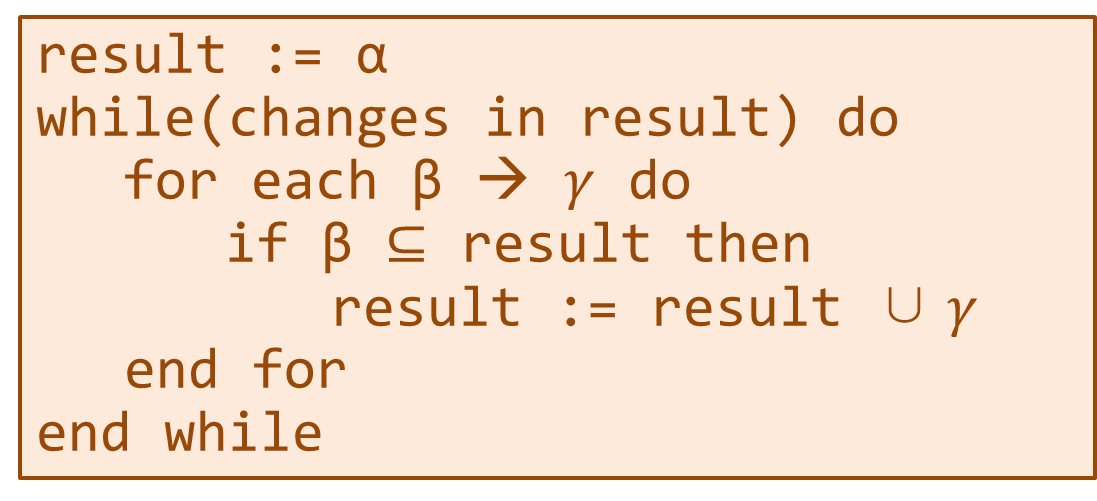 result := α
while(changes in result) do
for each β → γ do
if β ⊆ result then
result := result ∪ γ
end for
end while